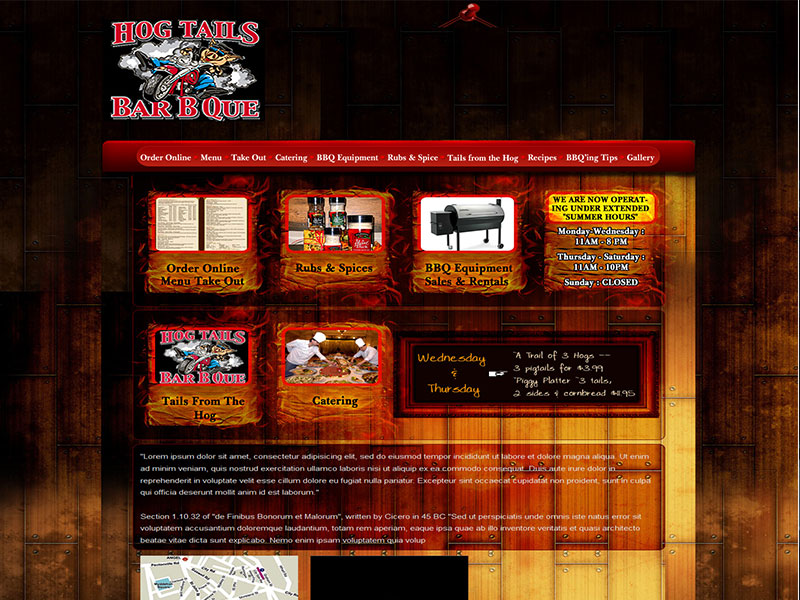 HOG TAILS
BAR B QUE
Order Online Menu Take Out Catering BBQ Equipment Rubs & Spice Tails from the Hog Recipes BBQ'ing Tips Gallery
Order Online
Menu Take Out
Rubs & Spices
BBQ Equipment
Sales & Rentals
WE ARE NOW OPERAT-
ING UNDER EXTENDED
"SUMMER HOURS"
Monday-Wednesday :
11AM - 8 PM
Thursday - Saturday :
11AM - 10PM
Sunday : CLOSED
HOG TAILS
BAR B QUE
Tails From The
Hog
Catering
Wednesday
&
Thursday
"A Trail of 3 Hogs --
3 pigtails for $3.99
"Piggy Platter "3 tails,
2 sides & cornbread $11.95
"Lorem ipsum dolor sit amet, consectetur adipisicing elit, sed do eiusmod tempor incididunt ut labore et dolore magna aliqua. Ut enim
ad minim veniam, quis nostrud exercitation ullamco laboris nisi ut aliquip ex ea commodo consequat. Duis aute irure dolor in
reprehenderit in voluptate velit esse cillum dolore eu fugiat nulla pariatur. Excepteur sint occaecat cupidatat non proident, sunt in culpa
qui officia deserunt mollit anim id est laborum."
Section 1.10.32 of "de Finibus Bonorum et Malorum", written by Cicero in 45 BC "Sed ut perspiciatis unde omnis iste natus error sit
voluptatem accusantium doloremque laudantium, totam rem aperiam, eaque ipsa quae ab illo inventore veritatis et quasi architecto
beatae vitae dicta sunt explicabo. Nemo enim ipsam voluptatem quia volup
ANGEL